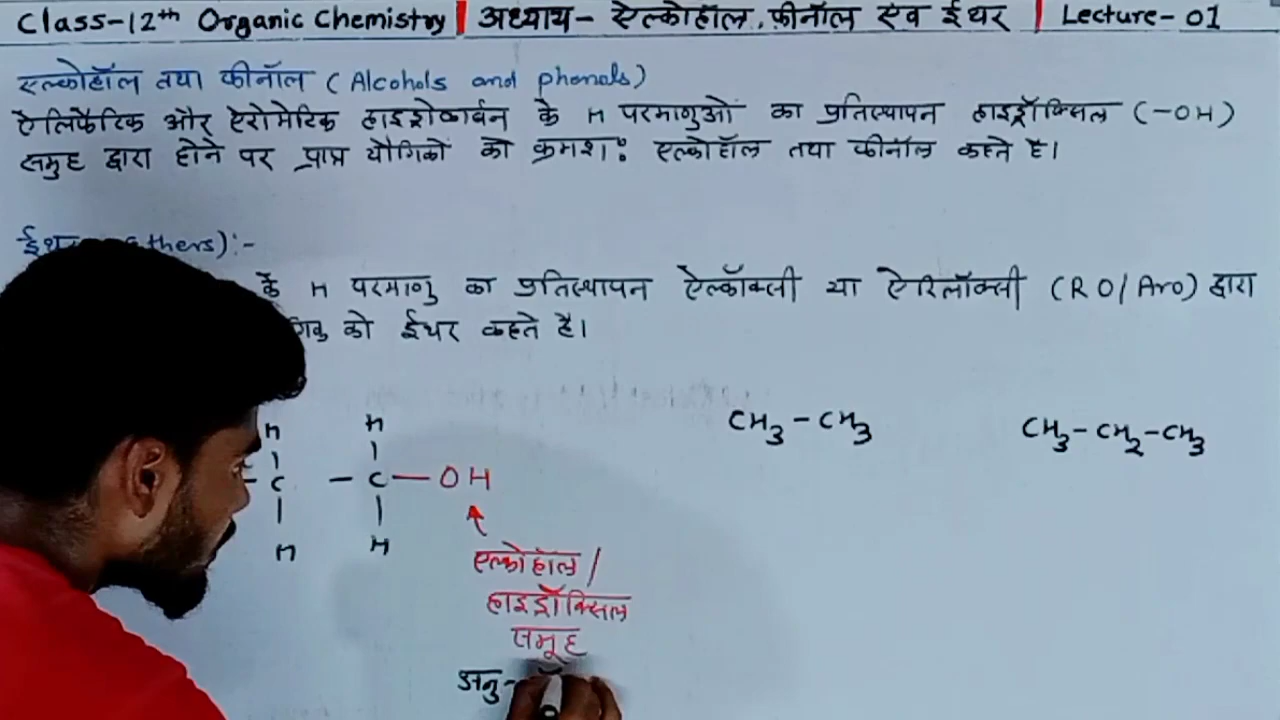 Class-12th Organic Chemistry | अध्याय- ऐल्कोहॉल, फ़ीनॉल एवं ईथर | Lecture-01
एल्कोहॉल तथा फीनॉल (Alcohols and phenols)
ऐलिफैटिक और ऐरोमेटिक हाइड्रोकार्बन के H परमाणुओं का प्रतिस्थापन हाइड्रॉक्सिल (-OH)
समुह द्वारा होने पर प्राप्त यौगिकों को क्रमशः एल्कोहॉल तथा फीनॉल कहते है।
के H परमाणु का प्रतिस्थापन ऐल्कॉक्सी या ऐरिलॉक्सी (RO/Aro) द्वारा
को ईथर कहते है।
H H
- C - C - OH
H H
CH3-CH3
CH3-CH2-CH3
एल्कोहॉल/
हाइड्रॉक्सिल
समूह
अनु-